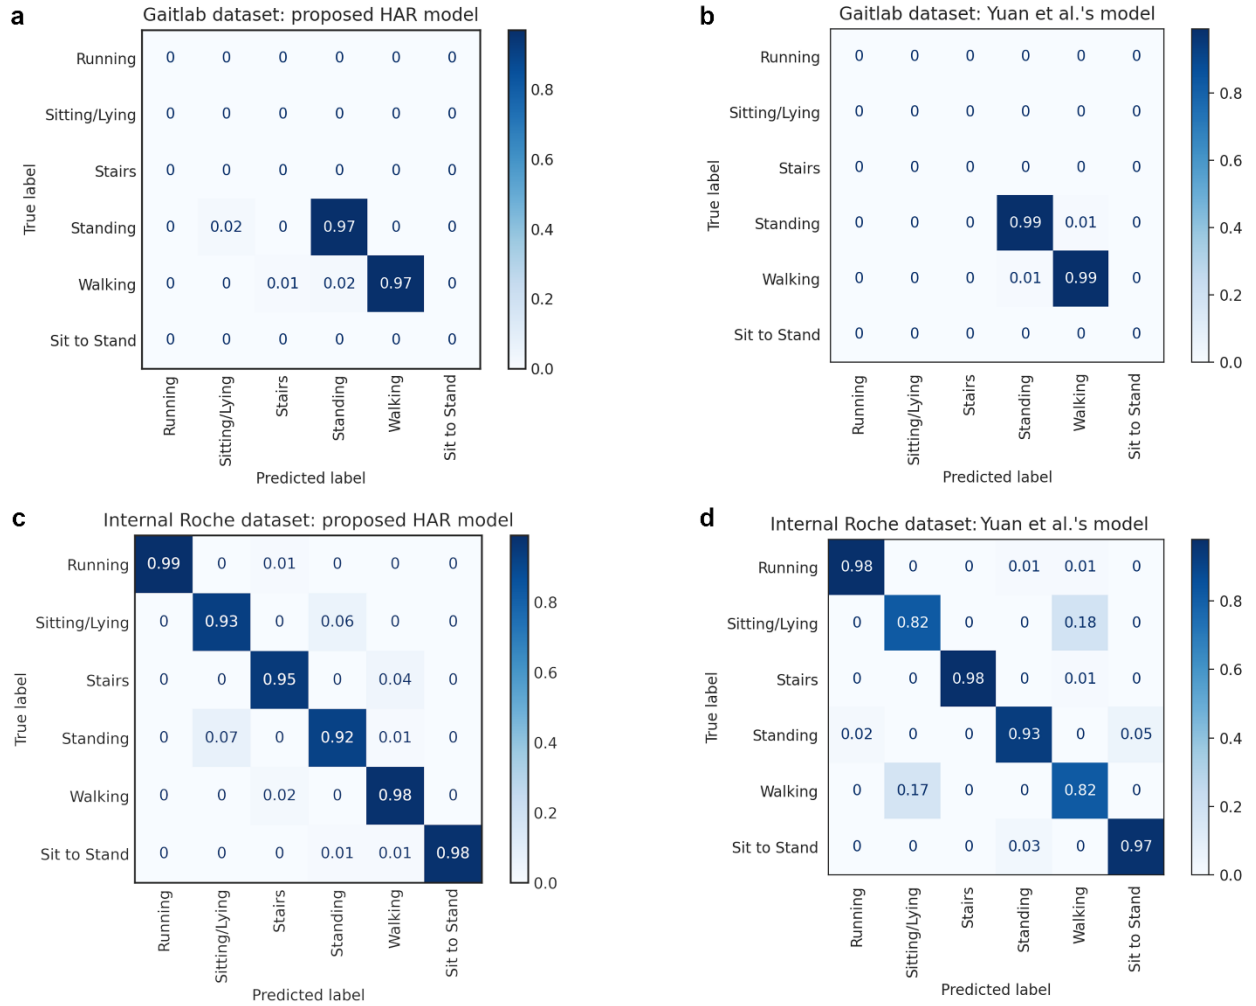 a
Gaitlab dataset: proposed HAR model
Running 0 0 0 0 0 0
Sitting/Lying 0 0 0 0 0 0
Stairs 0 0 0 0 0 0
Standing 0 0.02 0 0.97 0 0
Walking 0 0 0.01 0.02 0.97 0
Sit to Stand 0 0 0 0 0 0
True label
Running Sitting/Lying Stairs Standing Walking Sit to Stand
Predicted label
0.8
0.6
0.4
0.2
0.0
b
Gaitlab dataset: Yuan et al.'s model
Running 0 0 0 0 0 0
Sitting/Lying 0 0 0 0 0 0
Stairs 0 0 0 0 0 0
Standing 0 0 0 0.99 0.01 0
Walking 0 0 0 0.01 0.99 0
Sit to Stand 0 0 0 0 0 0
True label
Running Sitting/Lying Stairs Standing Walking Sit to Stand
Predicted label
0.8
0.6
0.4
0.2
0.0
c
Internal Roche dataset: proposed HAR model
Running 0.99 0 0.01 0 0 0
Sitting/Lying 0 0.93 0 0.06 0 0
Stairs 0 0 0.95 0 0.04 0
Standing 0 0.07 0 0.92 0.01 0
Walking 0 0 0.02 0 0.98 0
Sit to Stand 0 0 0 0.01 0.01 0.98
True label
Running Sitting/Lying Stairs Standing Walking Sit to Stand
Predicted label
0.8
0.6
0.4
0.2
0.0
d
Internal Roche dataset: Yuan et al.'s model
Running 0.98 0 0 0.01 0.01 0
Sitting/Lying 0 0.82 0 0 0.18 0
Stairs 0 0 0.98 0 0.01 0
Standing 0.02 0 0 0.93 0 0.05
Walking 0 0.17 0 0 0.82 0
Sit to Stand 0 0 0 0.03 0 0.97
True label
Running Sitting/Lying Stairs Standing Walking Sit to Stand
Predicted label
0.8
0.6
0.4
0.2
0.0